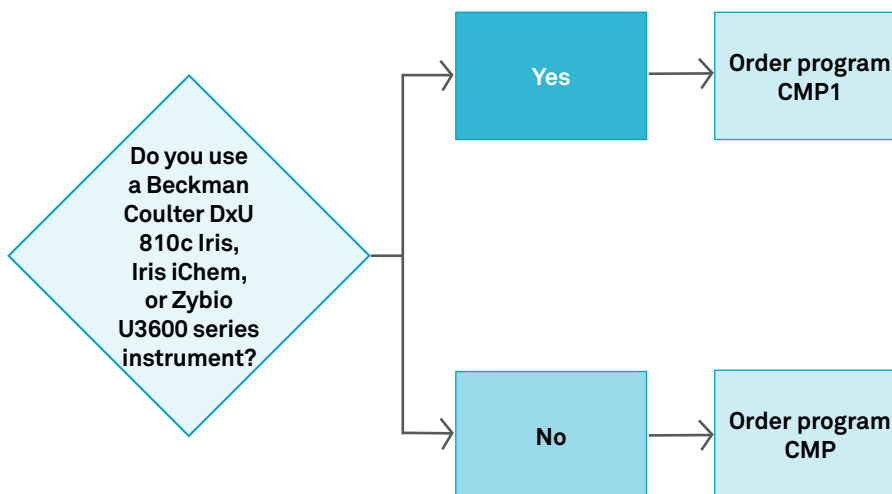 Do you use
a Beckman
Coulter DxU
810c Iris,
Iris iChem,
or Zybio
U3600 series
instrument?
Yes
Order program
CMP1
No
Order program
CMP